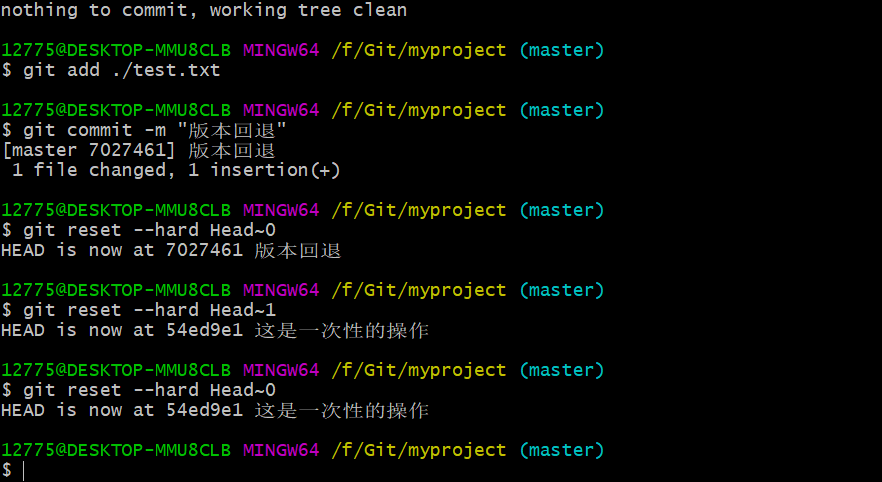 nothing to commit, working tree clean
12775@DESKTOP-MMU8CLB MINGW64 /f/Git/myproject (master)
$ git add ./test.txt
12775@DESKTOP-MMU8CLB MINGW64 /f/Git/myproject (master)
$ git commit -m "版本回退"
[master 7027461] 版本回退
 1 file changed, 1 insertion(+)
12775@DESKTOP-MMU8CLB MINGW64 /f/Git/myproject (master)
$ git reset --hard Head~0
HEAD is now at 7027461 版本回退
12775@DESKTOP-MMU8CLB MINGW64 /f/Git/myproject (master)
$ git reset --hard Head~1
HEAD is now at 54ed9e1 这是一次性的操作
12775@DESKTOP-MMU8CLB MINGW64 /f/Git/myproject (master)
$ git reset --hard Head~0
HEAD is now at 54ed9e1 这是一次性的操作
12775@DESKTOP-MMU8CLB MINGW64 /f/Git/myproject (master)
$